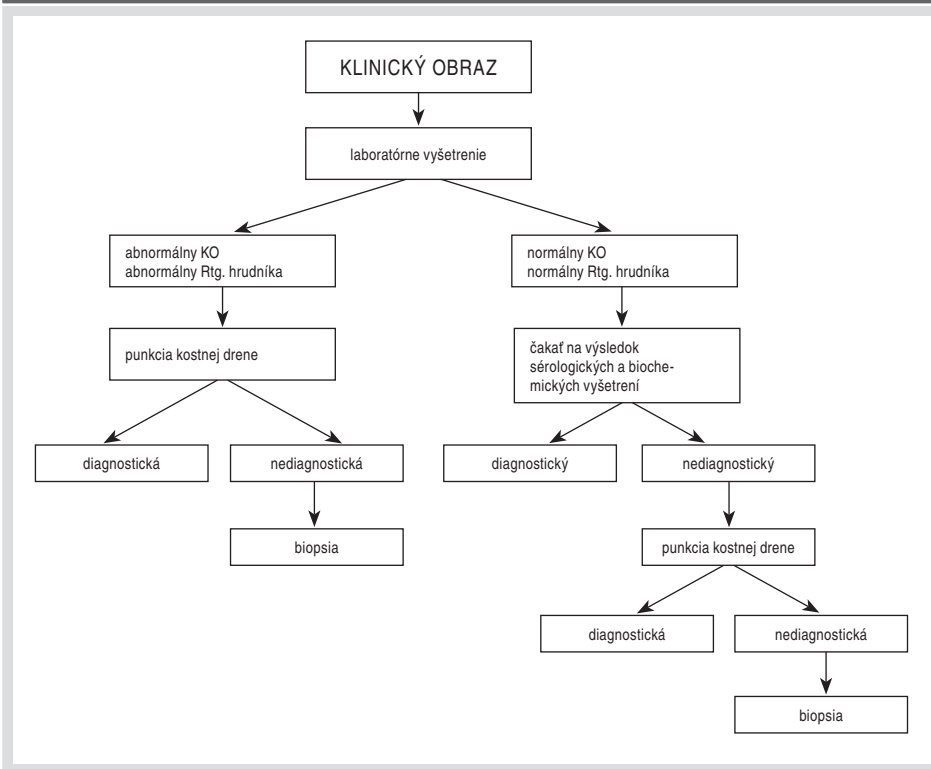 KLINICKÝ OBRAZ
laboratórne vyšetrenie
abnormálny KO
abnormálny Rtg. hrudníka
normálny KO
normálny Rtg. hrudníka
punkcia kostnej drene
čakať na výsledok
sérologických a bioche-
mických vyšetrení
diagnostická
nediagnostická
diagnostický
nediagnostický
biopsia
punkcia kostnej drene
diagnostická
nediagnostická
biopsia